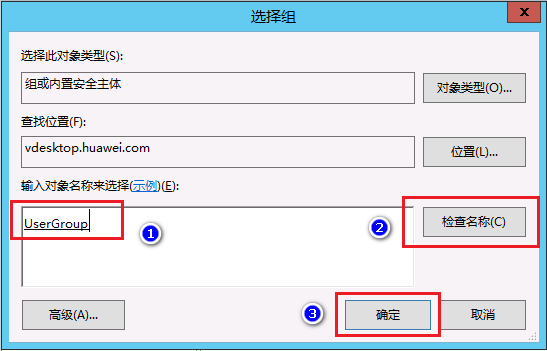 选择组
选择此对象类型(S):
组或内置安全主体
对象类型(O)...
查找位置(F):
vdesktop.huawei.com
位置(L)...
输入对象名称来选择(示例)(E):
UserGroup
1
2
检查名称(C)
高级(A)...
3
确定
取消